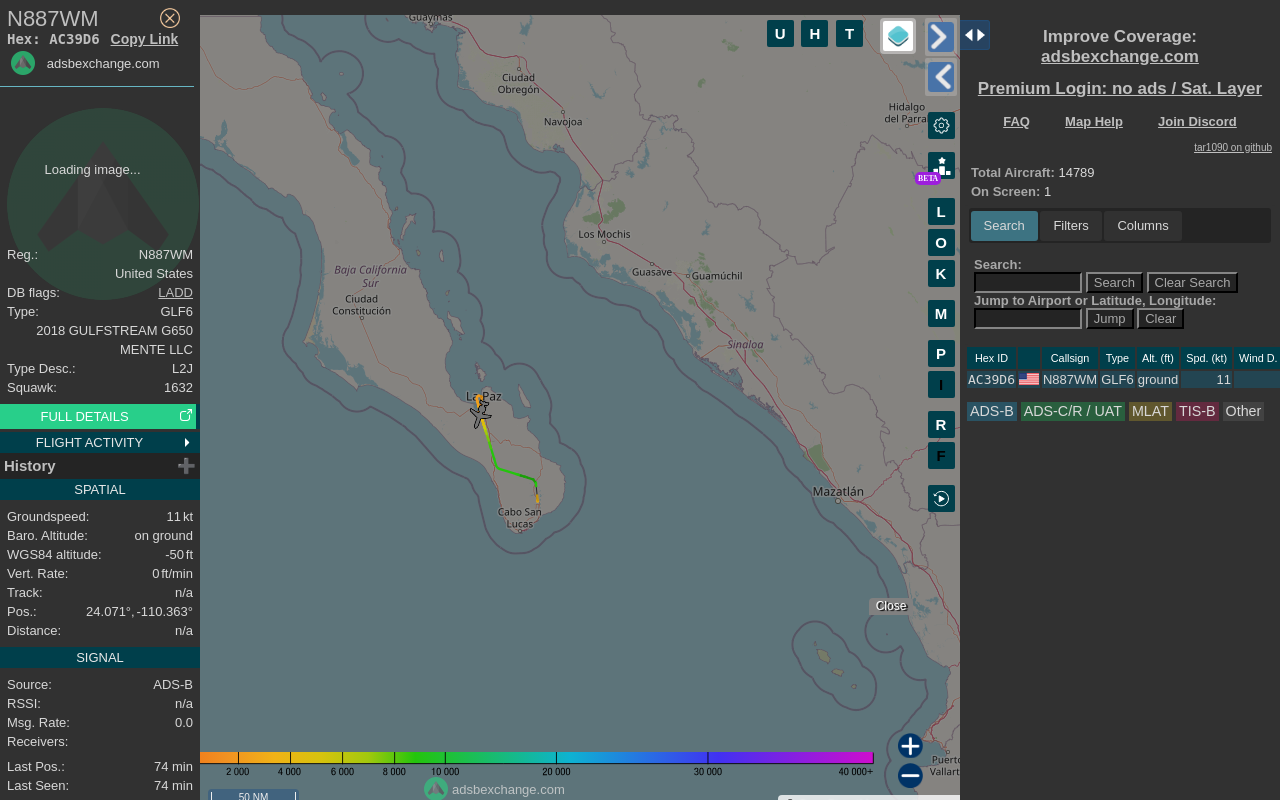 N887WM
Hex: AC39D6 Copy Link
adsbexchange.com
Loading image...
Reg.: N887WM
United States
DB flags: LADD
Type: GLF6
2018 GULFSTREAM G650
MENTE LLC
Type Desc.: L2J
Squawk: 1632
FULL DETAILS
FLIGHT ACTIVITY
History
SPATIAL
Groundspeed: 11 kt
Baro. Altitude: on ground
WGS84 altitude: -50 ft
Vert. Rate: 0 ft/min
Track: n/a
Pos.: 24.071°, -110.363°
Distance: n/a
SIGNAL
Source: ADS-B
RSSI: n/a
Msg. Rate: 0.0
Receivers:
Last Pos.: 74 min
Last Seen: 74 min
Guaymas
Ciudad
Obregón
Navojoa
Hidalgo
del Parra
Los Mochis
Guasave
Guamúchil
Baja California
Sur
Ciudad
Constitución
Sinaloa
La Paz
Mazatlán
Cabo San
Lucas
Close
Puerto
Vallart
2 000 4 000 6 000 8 000 10 000 20 000 30 000 40 000+
adsbexchange.com
50 NM
U H T
BETA
L
O
K
M
P
I
R
F
Improve Coverage:
adsbexchange.com
Premium Login: no ads / Sat. Layer
FAQ Map Help Join Discord
tar1090 on github
Total Aircraft: 14789
On Screen: 1
Search Filters Columns
Search:
Search Clear Search
Jump to Airport or Latitude, Longitude:
Jump Clear
Hex ID Callsign Type Alt. (ft) Spd. (kt) Wind D.
AC39D6 N887WM GLF6 ground 11
ADS-B ADS-C/R / UAT MLAT TIS-B Other